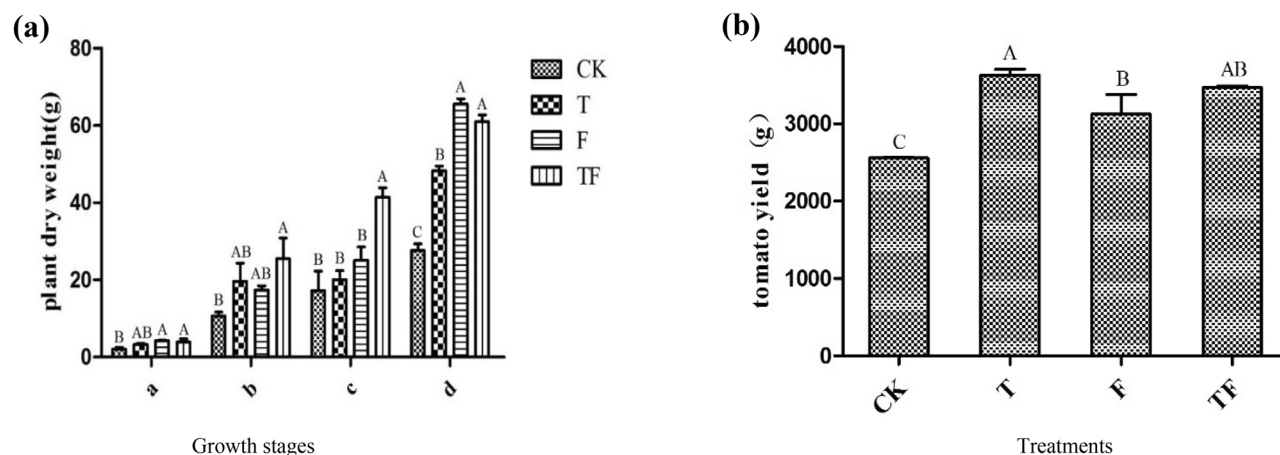 (a)
plant dry weight(g)
80
60
40
20
0
B AB A A
B AB AB A
B B B A
C B A A
a b c d
Growth stages
CK
T
F
TF
(b)
tomato yield (g)
4000
3000
2000
1000
0
C A B AB
CK T F TF
Treatments